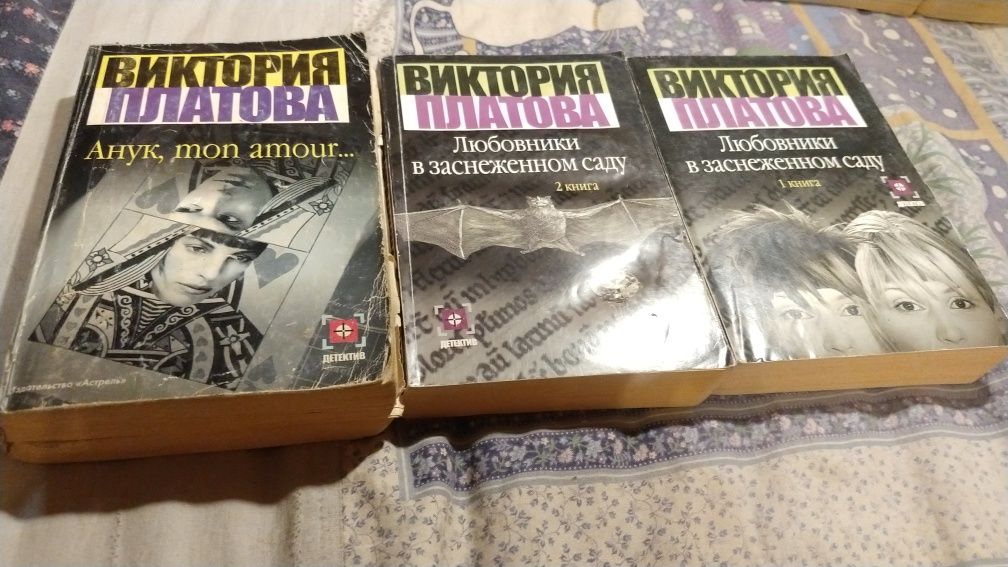 ВИКТОРИЯ
ПЛАТОВА
Анук, mon amour...
ДЕТЕКТИВ
ВИКТОРИЯ
ПЛАТОВА
Любовники
в заснеженном саду
2 книга
ДЕТЕКТИВ
ВИКТОРИЯ
ПЛАТОВА
Любовники
в заснеженном саду
1 книга
ДЕТЕКТИВ